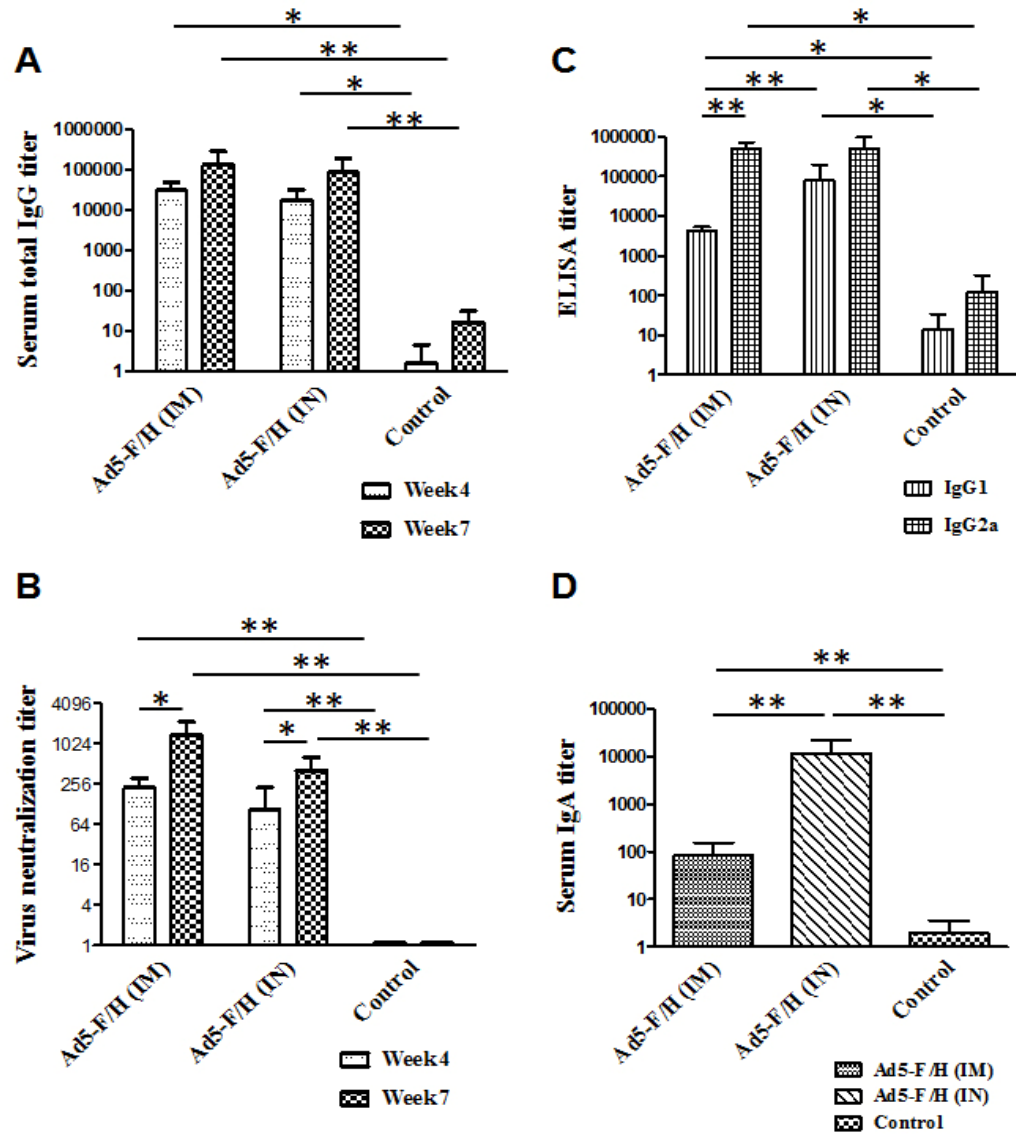 A
*
**
*
**
Serum total IgG titer
1000000
100000
10000
1000
100
10
1
Ad5-F/H (IM)
Ad5-F/H (IN)
Control
Week4
Week7
C
*
*
** *
** *
ELISA titer
1000000
100000
10000
1000
100
10
1
Ad5-F/H (IM)
Ad5-F/H (IN)
Control
IgG1
IgG2a
B
**
**
**
* * **
Virus neutralization titer
4096
1024
256
64
16
4
1
Ad5-F/H (IM)
Ad5-F/H (IN)
Control
Week4
Week7
D
**
** **
Serum IgA titer
100000
10000
1000
100
10
1
Ad5-F/H (IM)
Ad5-F/H (IN)
Control
Ad5-F/H (IM)
Ad5-F/H (IN)
Control